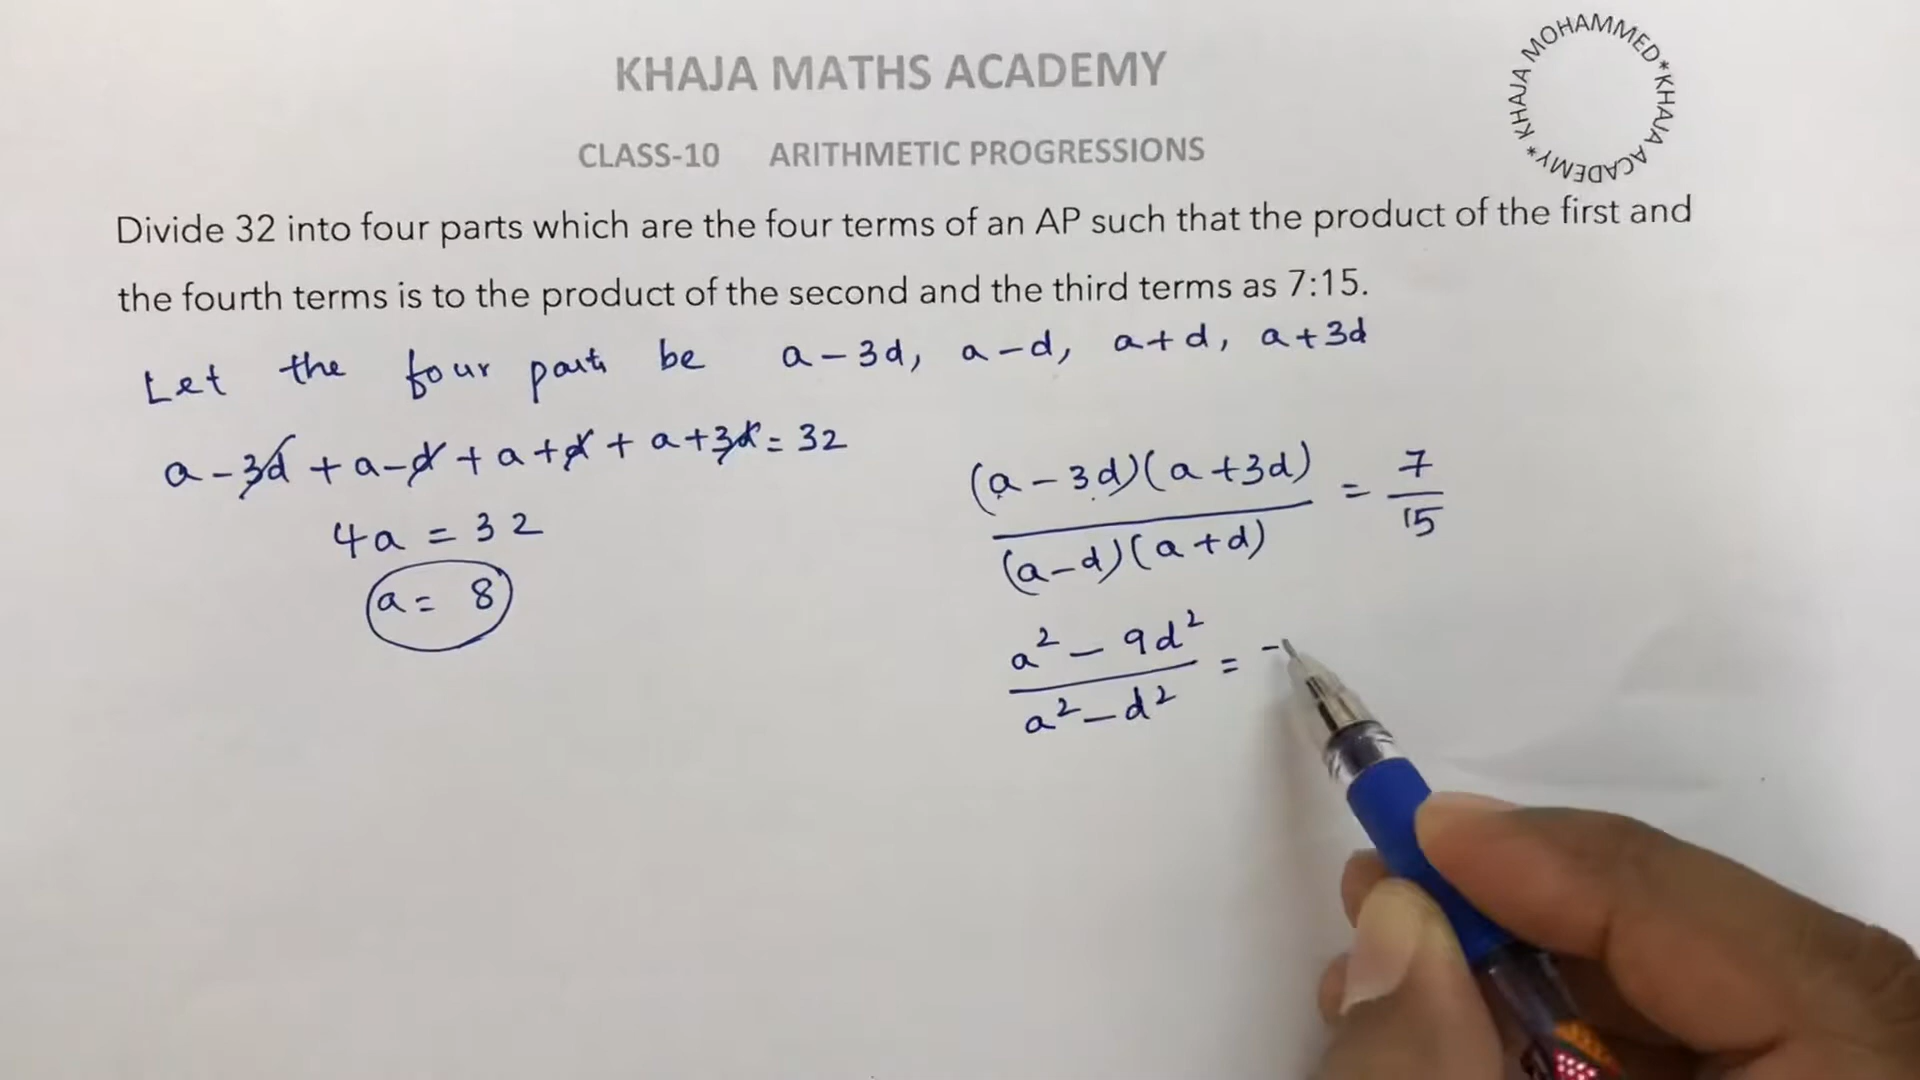 KHAJA MATHS ACADEMY
KHAJA MOHAMMED*KHAJA ACADEMY*
CLASS-10 ARITHMETIC PROGRESSIONS
Divide 32 into four parts which are the four terms of an AP such that the product of the first and
the fourth terms is to the product of the second and the third terms as 7:15.
Let the four parts be a-3d, a-d, a+d, a+3d
a-3d + a-d + a+d + a+3d = 32
4a = 32
a = 8
(a-3d)(a+3d) / (a-d)(a+d) = 7/15
a² - 9d² / a² - d² =